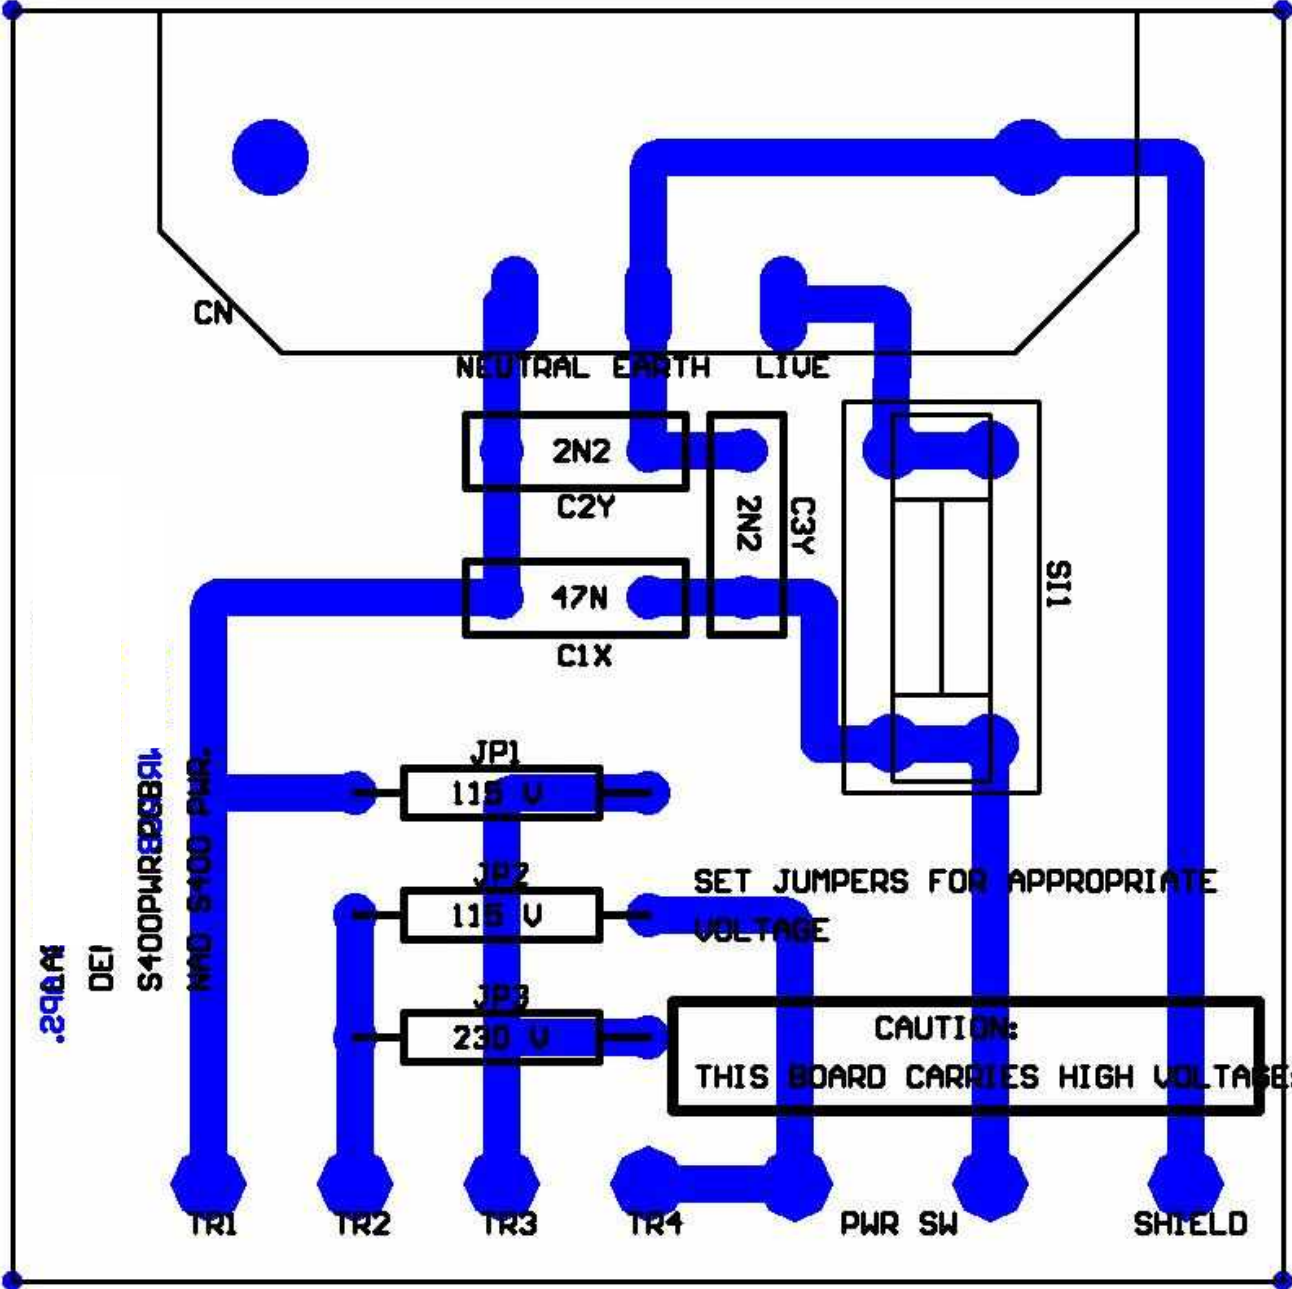 CN
NEUTRAL EARTH LIVE
2N2
C2Y
2N2
C3Y
47N
C1X
SI1
JP1
115 V
JP2
115 V
JP3
230 V
SET JUMPERS FOR APPROPRIATE
VOLTAGE
NAD S400 PWR.
CAUTION:
THIS BOARD CARRIES HIGH VOLTAGE
TR1 TR2 TR3 TR4 PWR SW SHIELD